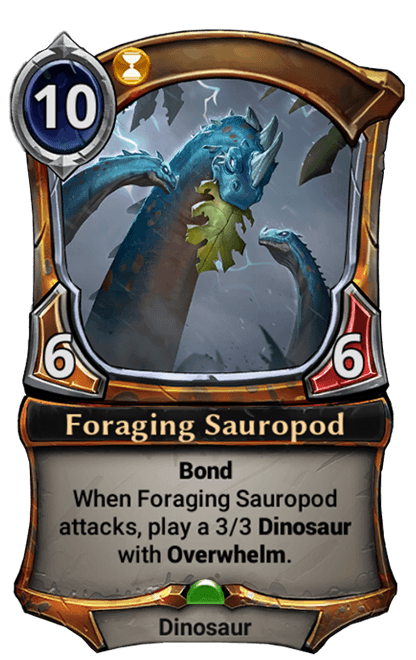 10
6
6
Foraging Sauropod
Bond
When Foraging Sauropod
attacks, play a 3/3 Dinosaur
with Overwhelm.
Dinosaur